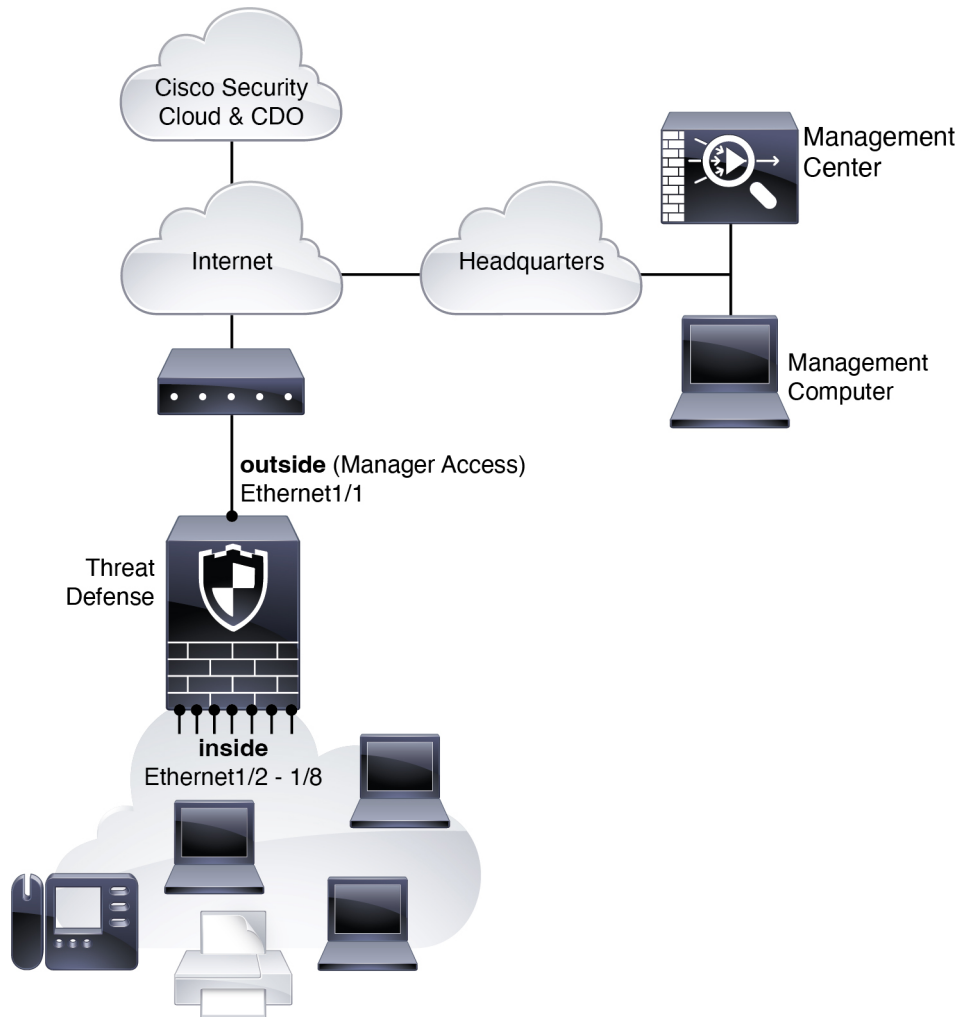 Cisco Security
Cloud & CDO
Management
Center
Internet
Headquarters
Management
Computer
outside (Manager Access)
Ethernet1/1
Threat
Defense
inside
Ethernet1/2 - 1/8